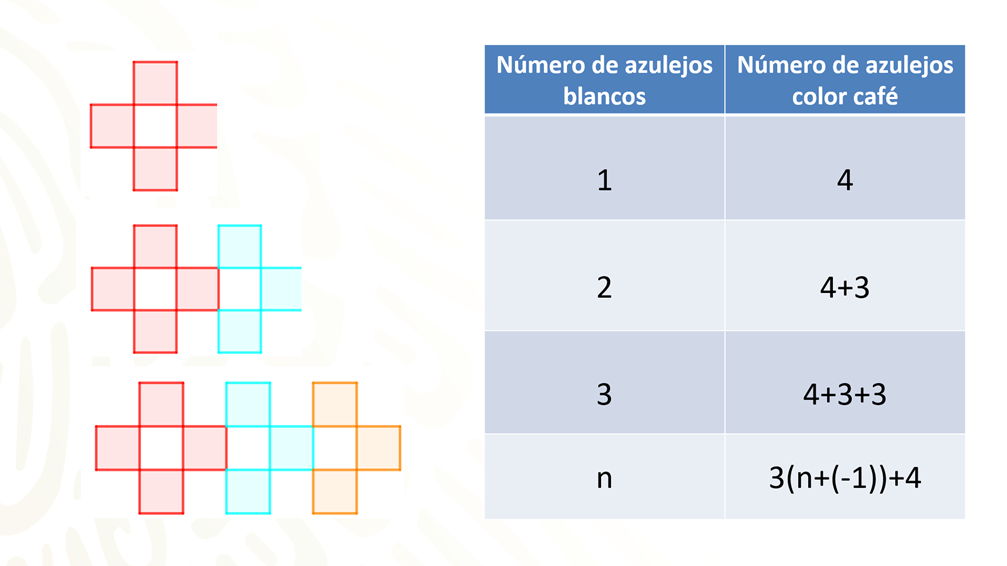 Número de azulejos blancos
Número de azulejos color café
1
4
2
4+3
3
4+3+3
n
3(n+(-1))+4